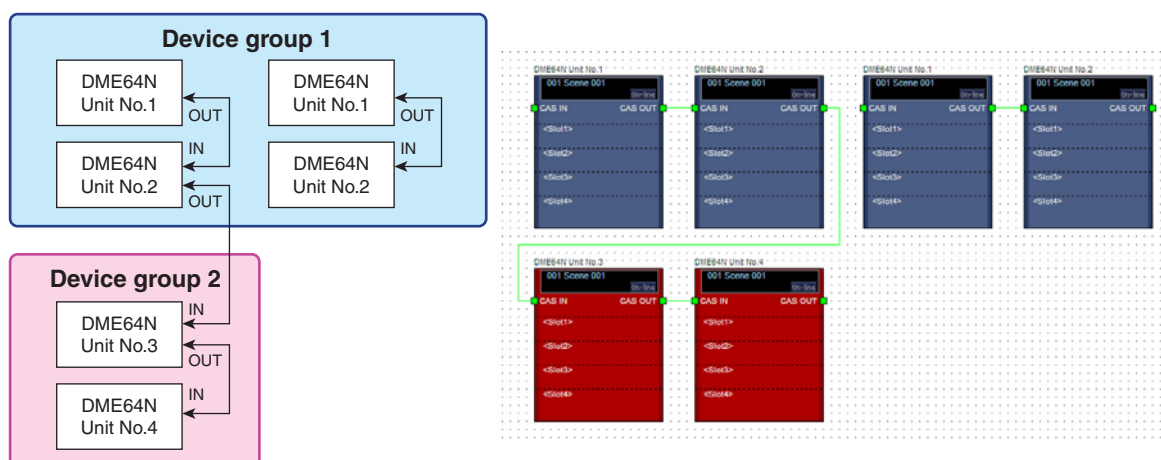 Device group 1
DME64N
Unit No.1
OUT
IN
DME64N
Unit No.2
OUT
DME64N
Unit No.1
OUT
IN
DME64N
Unit No.2
Device group 2
IN
DME64N
Unit No.3
OUT
IN
DME64N
Unit No.4
DME64N Unit No.1
001 Scene 001
On-line
CAS IN CAS OUT
<Slot1>
<Slot2>
<Slot3>
<Slot4>
DME64N Unit No.2
001 Scene 001
On-line
CAS IN CAS OUT
<Slot1>
<Slot2>
<Slot3>
<Slot4>
DME64N Unit No.1
001 Scene 001
On-line
CAS IN CAS OUT
<Slot1>
<Slot2>
<Slot3>
<Slot4>
DME64N Unit No.2
001 Scene 001
On-line
CAS IN CAS OUT
<Slot1>
<Slot2>
<Slot3>
<Slot4>
DME64N Unit No.3
001 Scene 001
On-line
CAS IN CAS OUT
<Slot1>
<Slot2>
<Slot3>
<Slot4>
DME64N Unit No.4
001 Scene 001
On-line
CAS IN CAS OUT
<Slot1>
<Slot2>
<Slot3>
<Slot4>